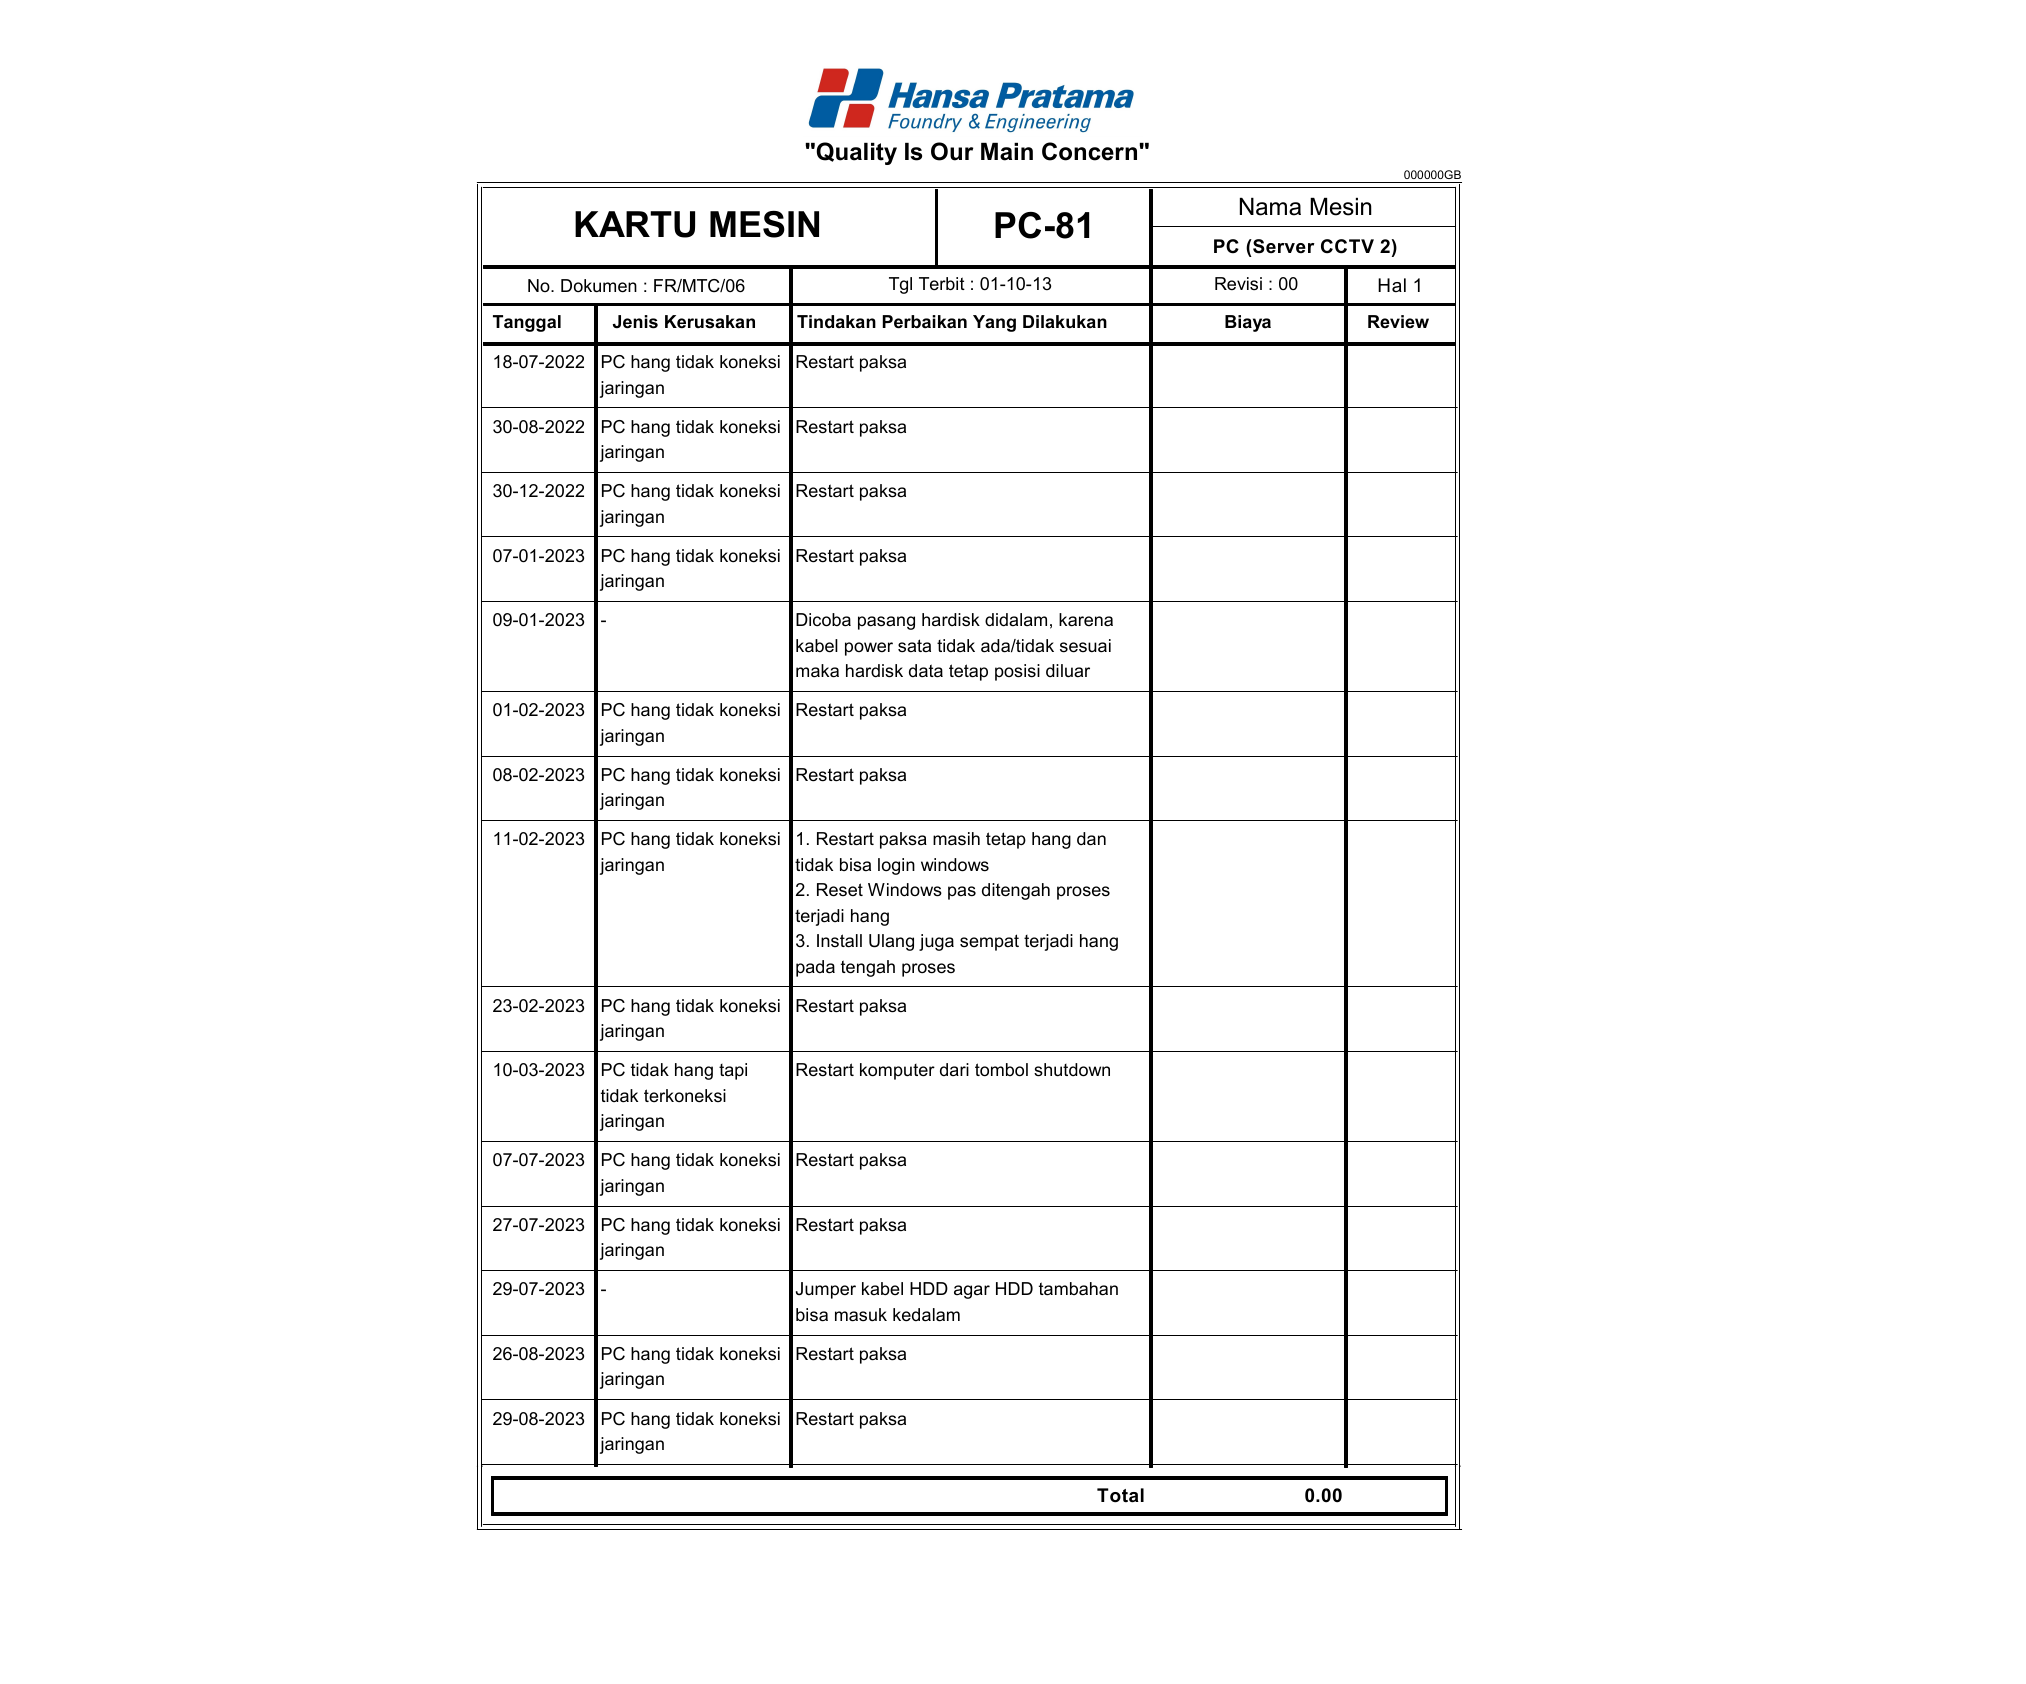 Hansa Pratama
Foundry & Engineering
"Quality Is Our Main Concern"
000000GB
KARTU MESIN
PC-81
Nama Mesin
PC (Server CCTV 2)
No. Dokumen : FR/MTC/06
Tgl Terbit : 01-10-13
Revisi : 00
Hal 1
Tanggal
Jenis Kerusakan
Tindakan Perbaikan Yang Dilakukan
Biaya
Review
18-07-2022
PC hang tidak koneksi
jaringan
Restart paksa
30-08-2022
PC hang tidak koneksi
jaringan
Restart paksa
30-12-2022
PC hang tidak koneksi
jaringan
Restart paksa
07-01-2023
PC hang tidak koneksi
jaringan
Restart paksa
09-01-2023
-
Dicoba pasang hardisk didalam, karena
kabel power sata tidak ada/tidak sesuai
maka hardisk data tetap posisi diluar
01-02-2023
PC hang tidak koneksi
jaringan
Restart paksa
08-02-2023
PC hang tidak koneksi
jaringan
Restart paksa
11-02-2023
PC hang tidak koneksi
jaringan
1. Restart paksa masih tetap hang dan
tidak bisa login windows
2. Reset Windows pas ditengah proses
terjadi hang
3. Install Ulang juga sempat terjadi hang
pada tengah proses
23-02-2023
PC hang tidak koneksi
jaringan
Restart paksa
10-03-2023
PC tidak hang tapi
tidak terkoneksi
jaringan
Restart komputer dari tombol shutdown
07-07-2023
PC hang tidak koneksi
jaringan
Restart paksa
27-07-2023
PC hang tidak koneksi
jaringan
Restart paksa
29-07-2023
-
Jumper kabel HDD agar HDD tambahan
bisa masuk kedalam
26-08-2023
PC hang tidak koneksi
jaringan
Restart paksa
29-08-2023
PC hang tidak koneksi
jaringan
Restart paksa
Total
0.00